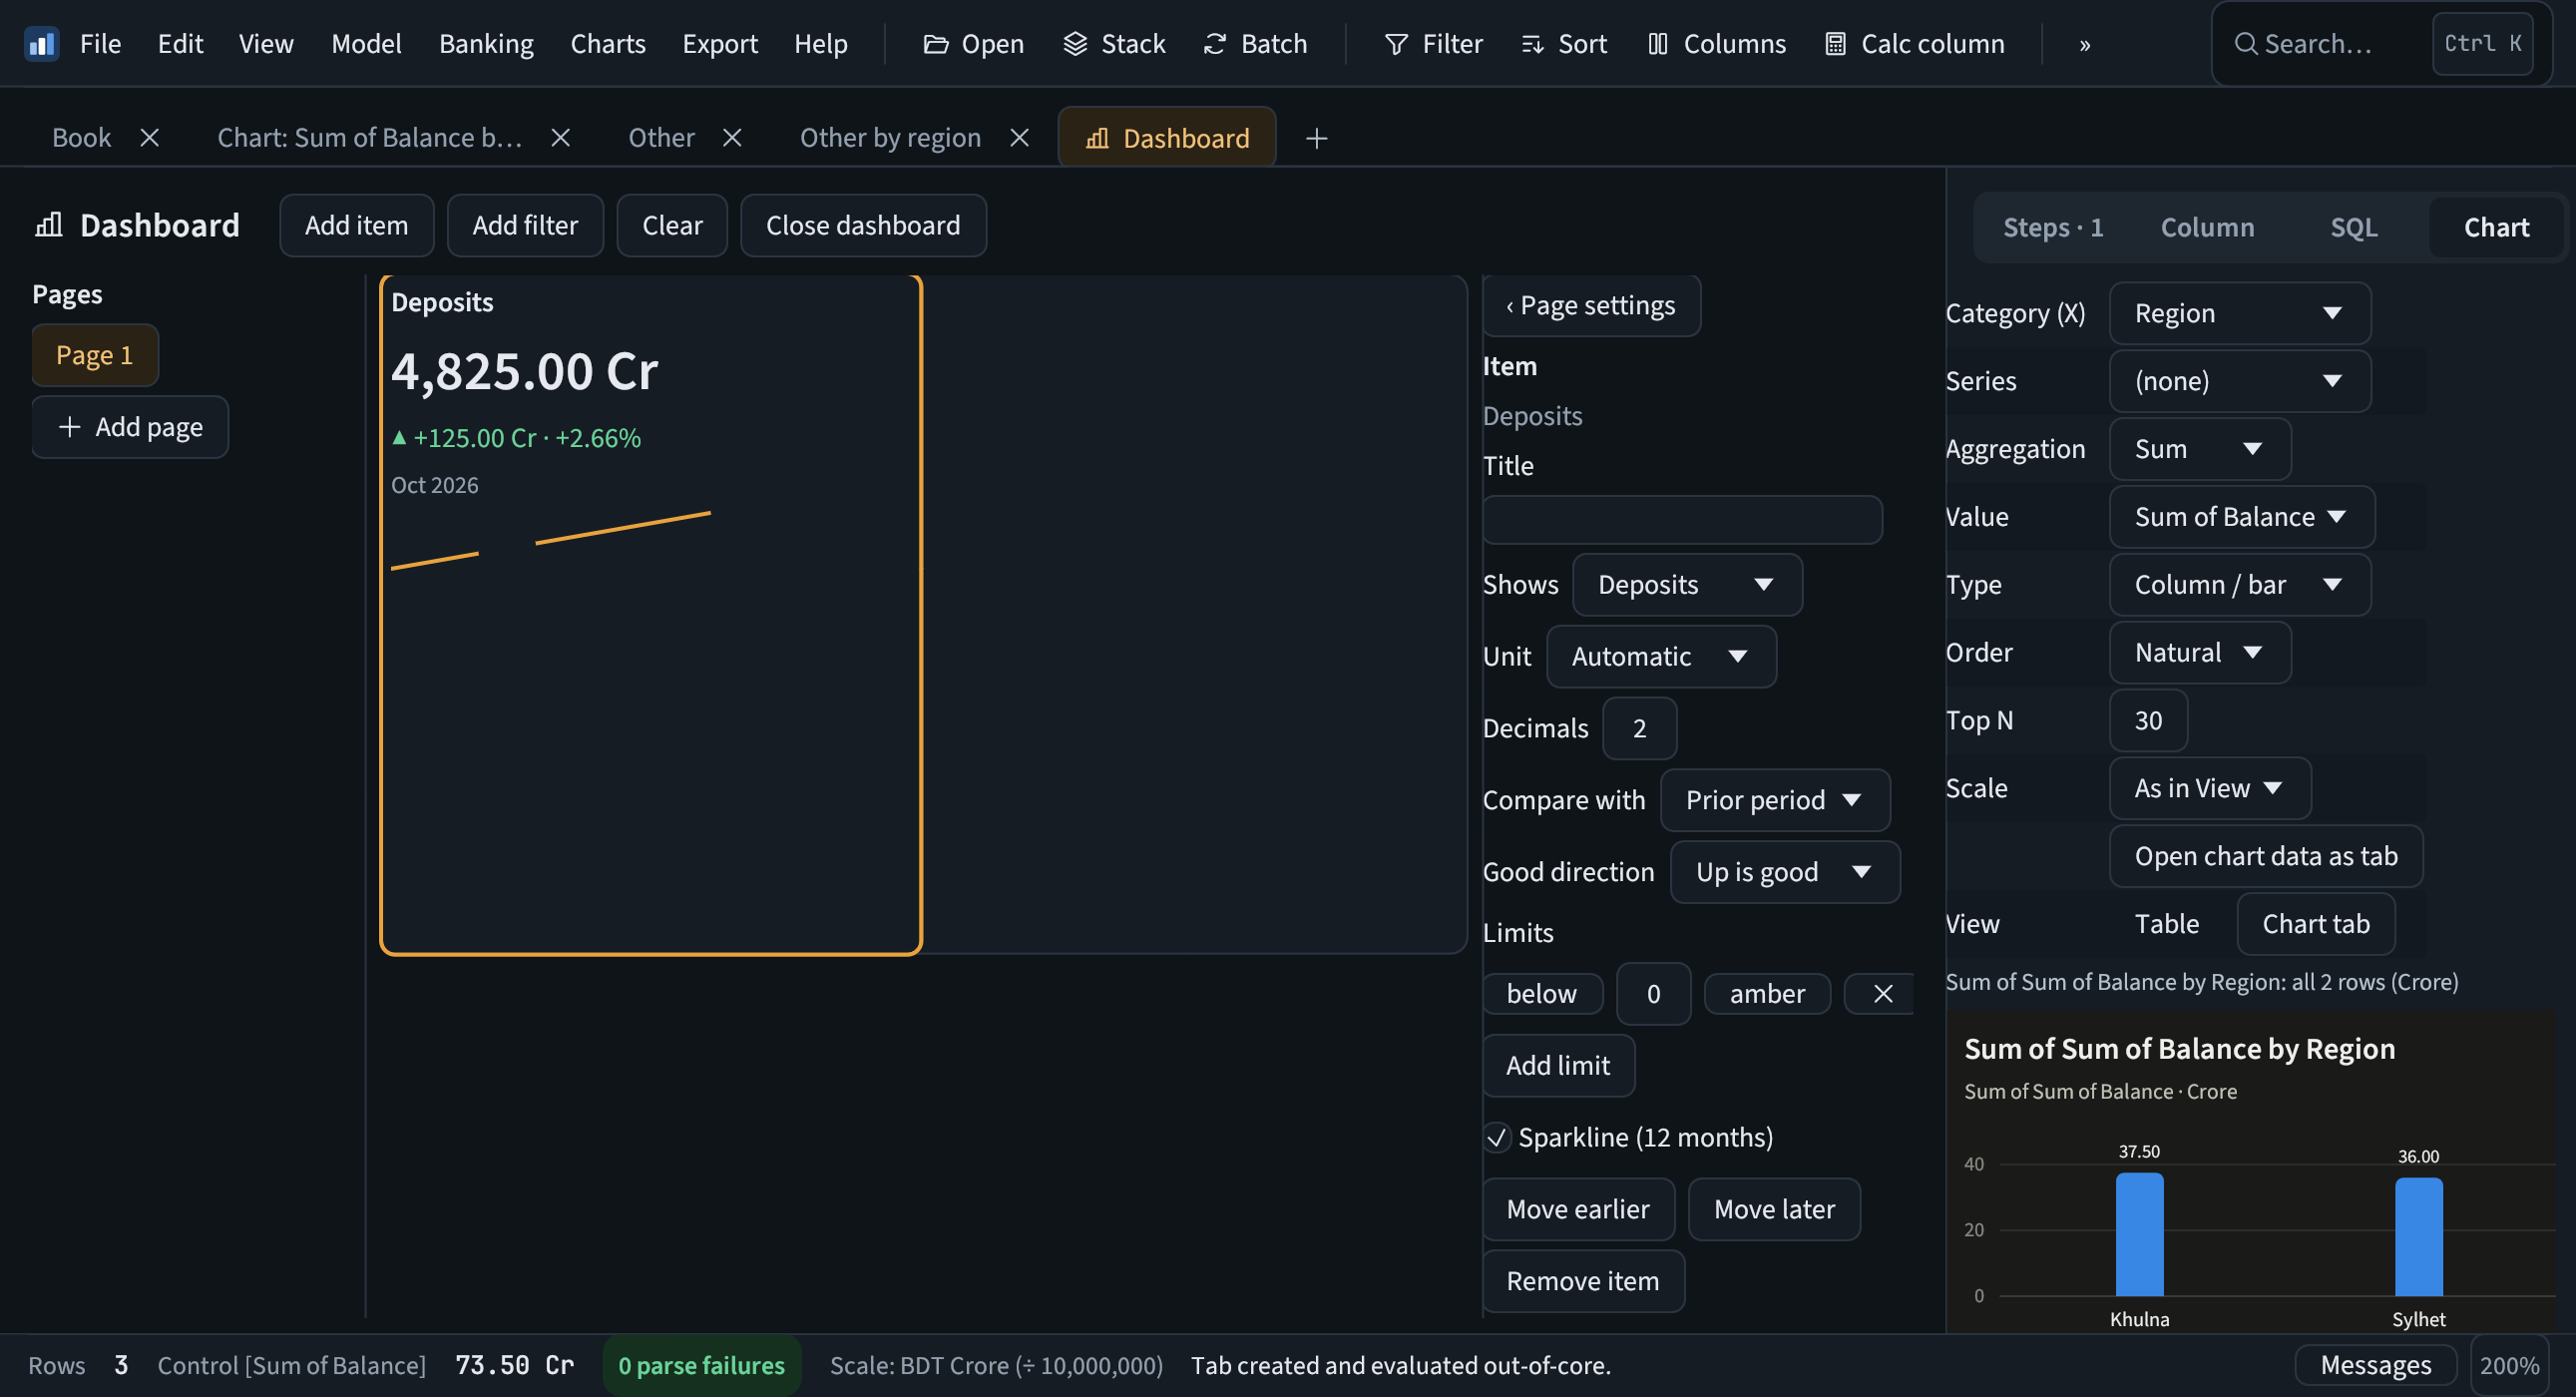 File Edit View Model Banking Charts Export Help Open Stack Batch Filter Sort Columns Calc column » Search… Ctrl K
Book Chart: Sum of Balance b… Other Other by region Dashboard
Dashboard Add item Add filter Clear Close dashboard
Pages
Page 1
Add page
Deposits
4,825.00 Cr
▲ +125.00 Cr · +2.66%
Oct 2026
‹ Page settings
Item
Deposits
Title
Shows Deposits
Unit Automatic
Decimals 2
Compare with Prior period
Good direction Up is good
Limits
below 0 amber
Add limit
Sparkline (12 months)
Move earlier Move later
Remove item
Steps · 1 Column SQL Chart
Category (X) Region
Series (none)
Aggregation Sum
Value Sum of Balance
Type Column / bar
Order Natural
Top N 30
Scale As in View
Open chart data as tab
View Table Chart tab
Sum of Sum of Balance by Region: all 2 rows (Crore)
Sum of Sum of Balance by Region
Sum of Sum of Balance · Crore
37.50 36.00
40
20
0
Khulna Sylhet
Rows 3 Control [Sum of Balance] 73.50 Cr 0 parse failures Scale: BDT Crore (÷ 10,000,000) Tab created and evaluated out-of-core. Messages 200%